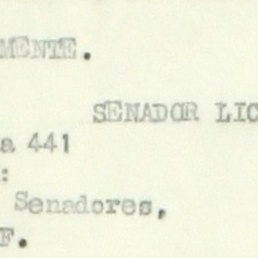 MENTE.
SENADOR LIC
a 441
:
Senadores,
F.